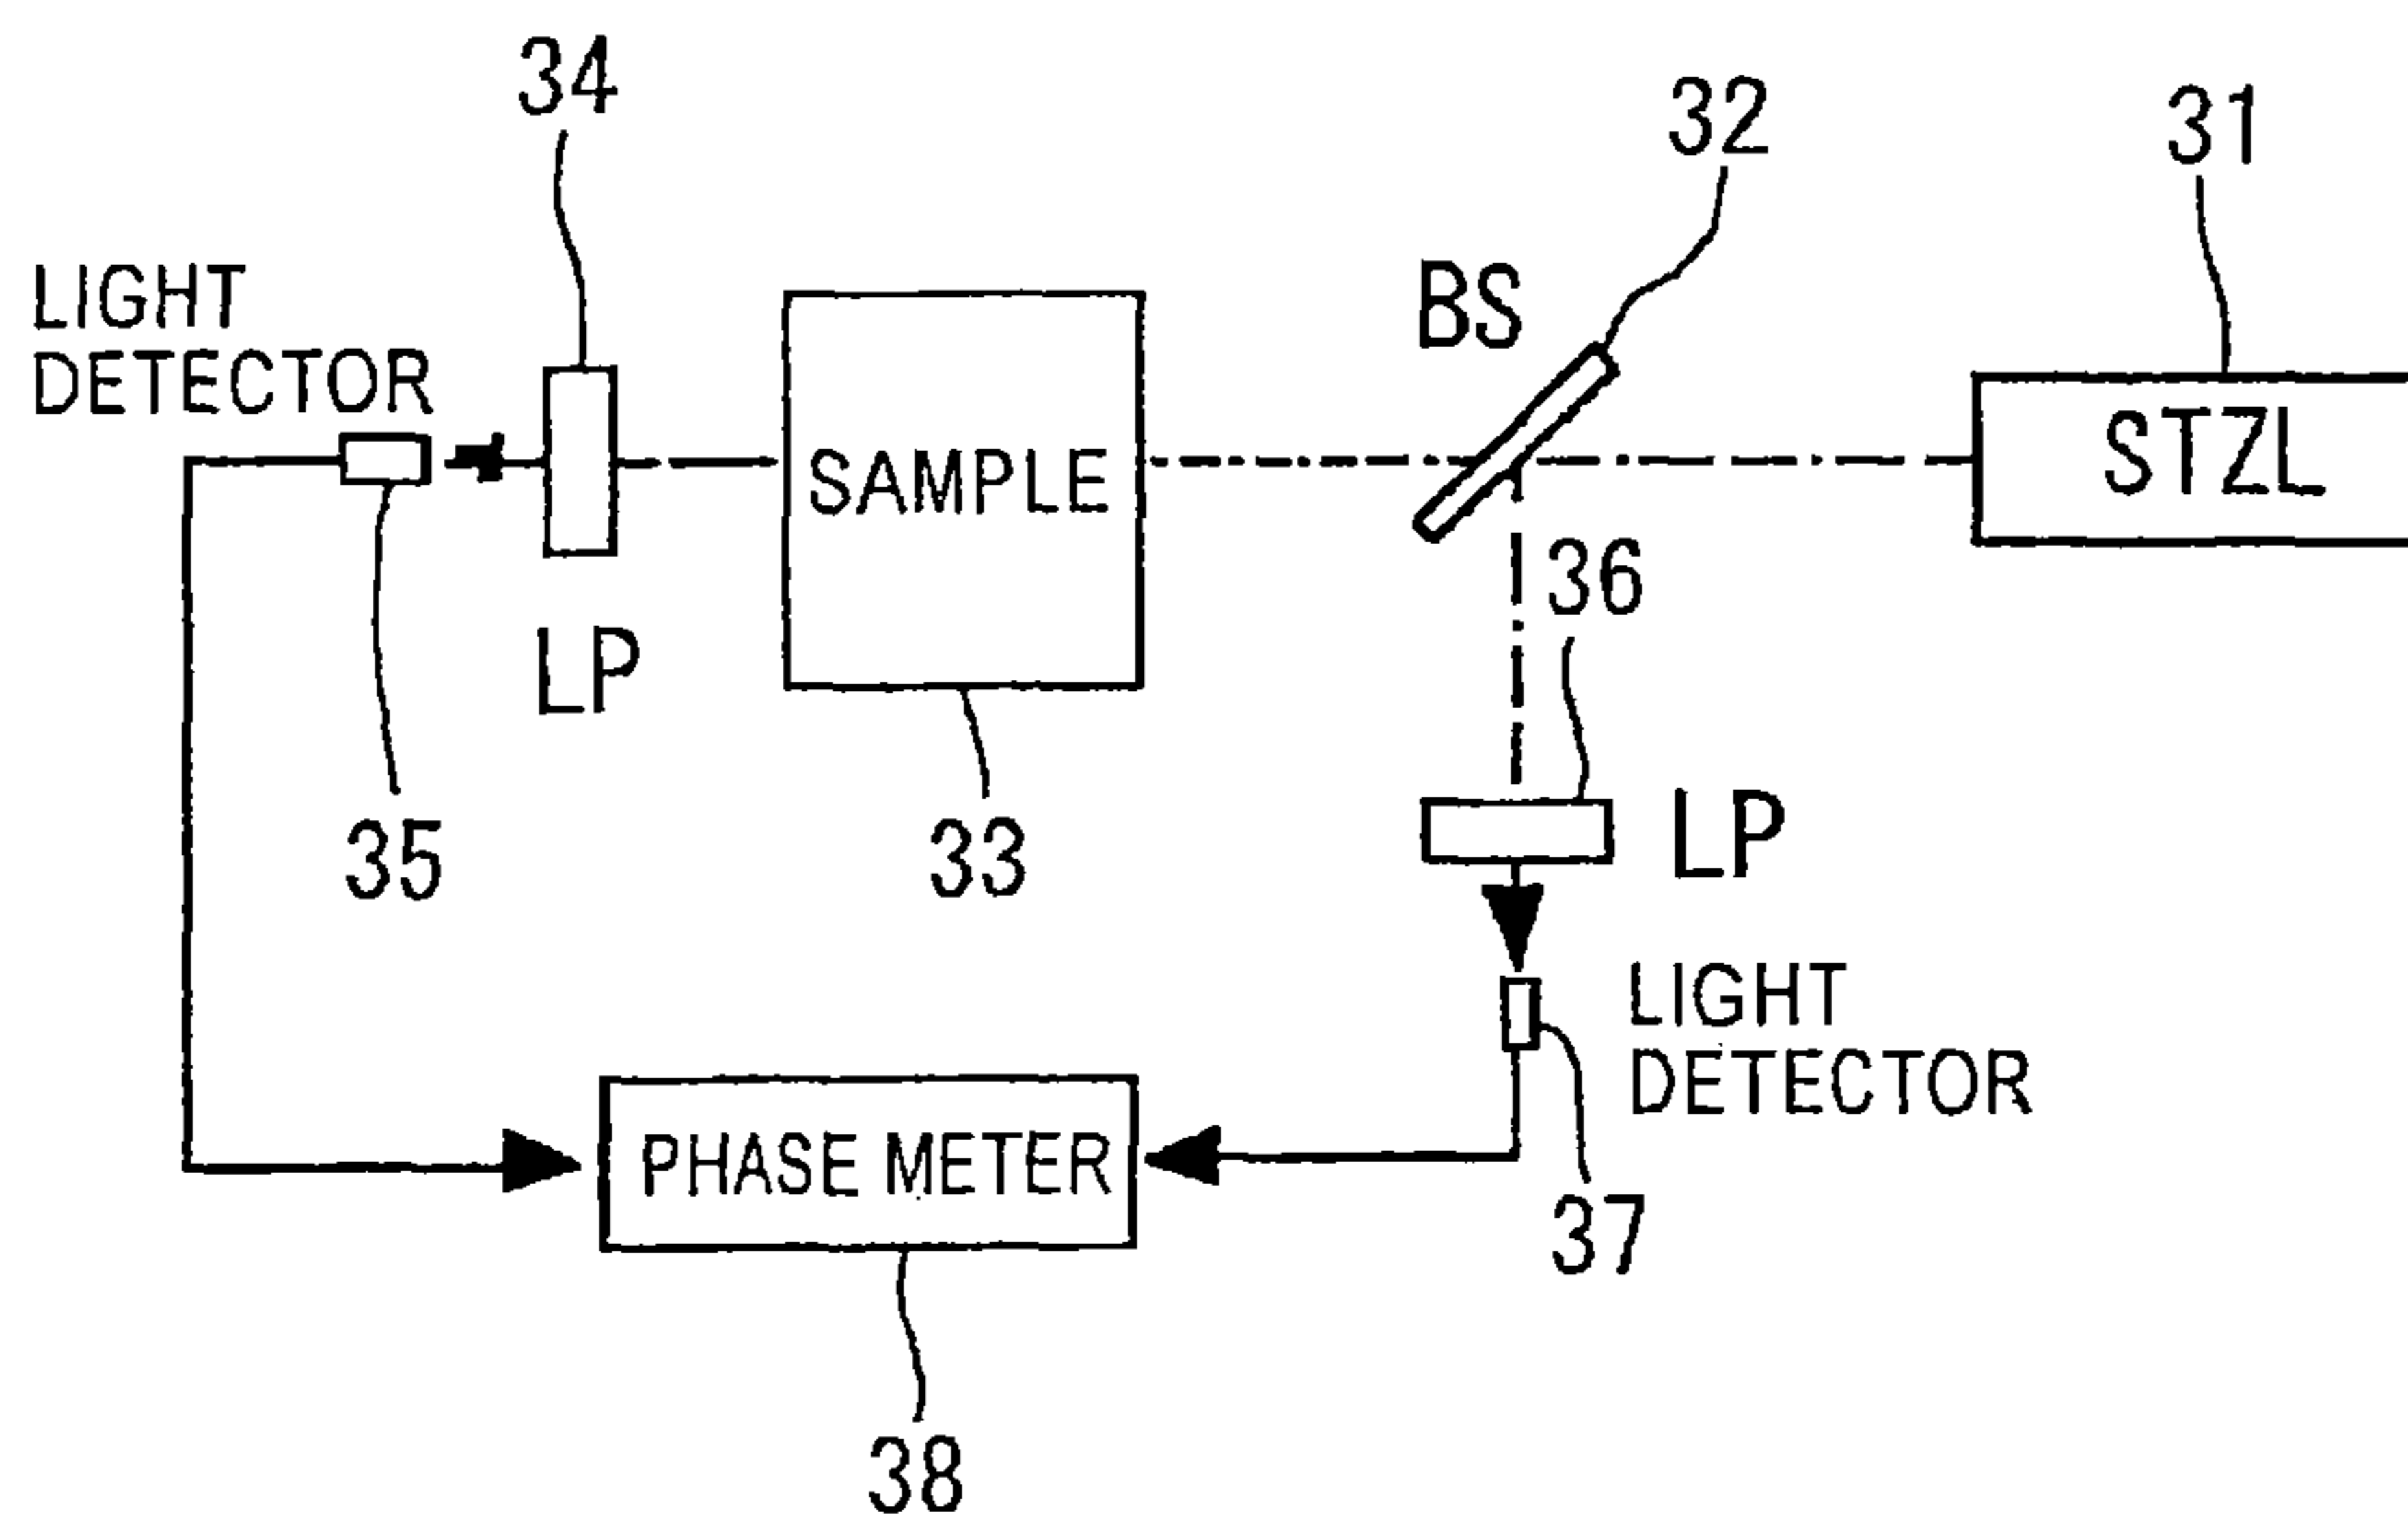 34
32
31
LIGHT
DETECTOR
BS
SAMPLE
STZL
36
LP
35
33
LP
LIGHT
DETECTOR
PHASE METER
37
38